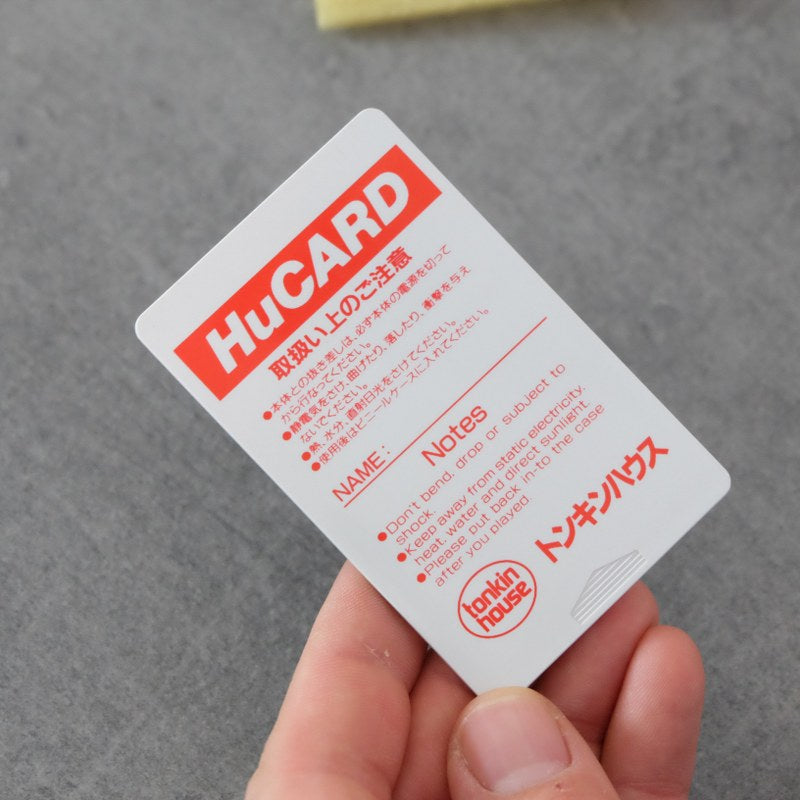 HuCARD
取扱い上のご注意
●本体との抜き差しは、必ず本体の電源を切って
から行なってください。
●静電気をさけ、曲げたり、落したり、衝撃を与え
ないでください。
●熱、水分、直射日光をさけてください。
●使用後はビニールケースに入れてください。
NAME:
Notes
●Don't bend, drop or subject to
shock.
●Keep away from static electricity,
heat, water and direct sunlight.
●Please put back in-to the case
after you played.
tonkin
house
トンキンハウス